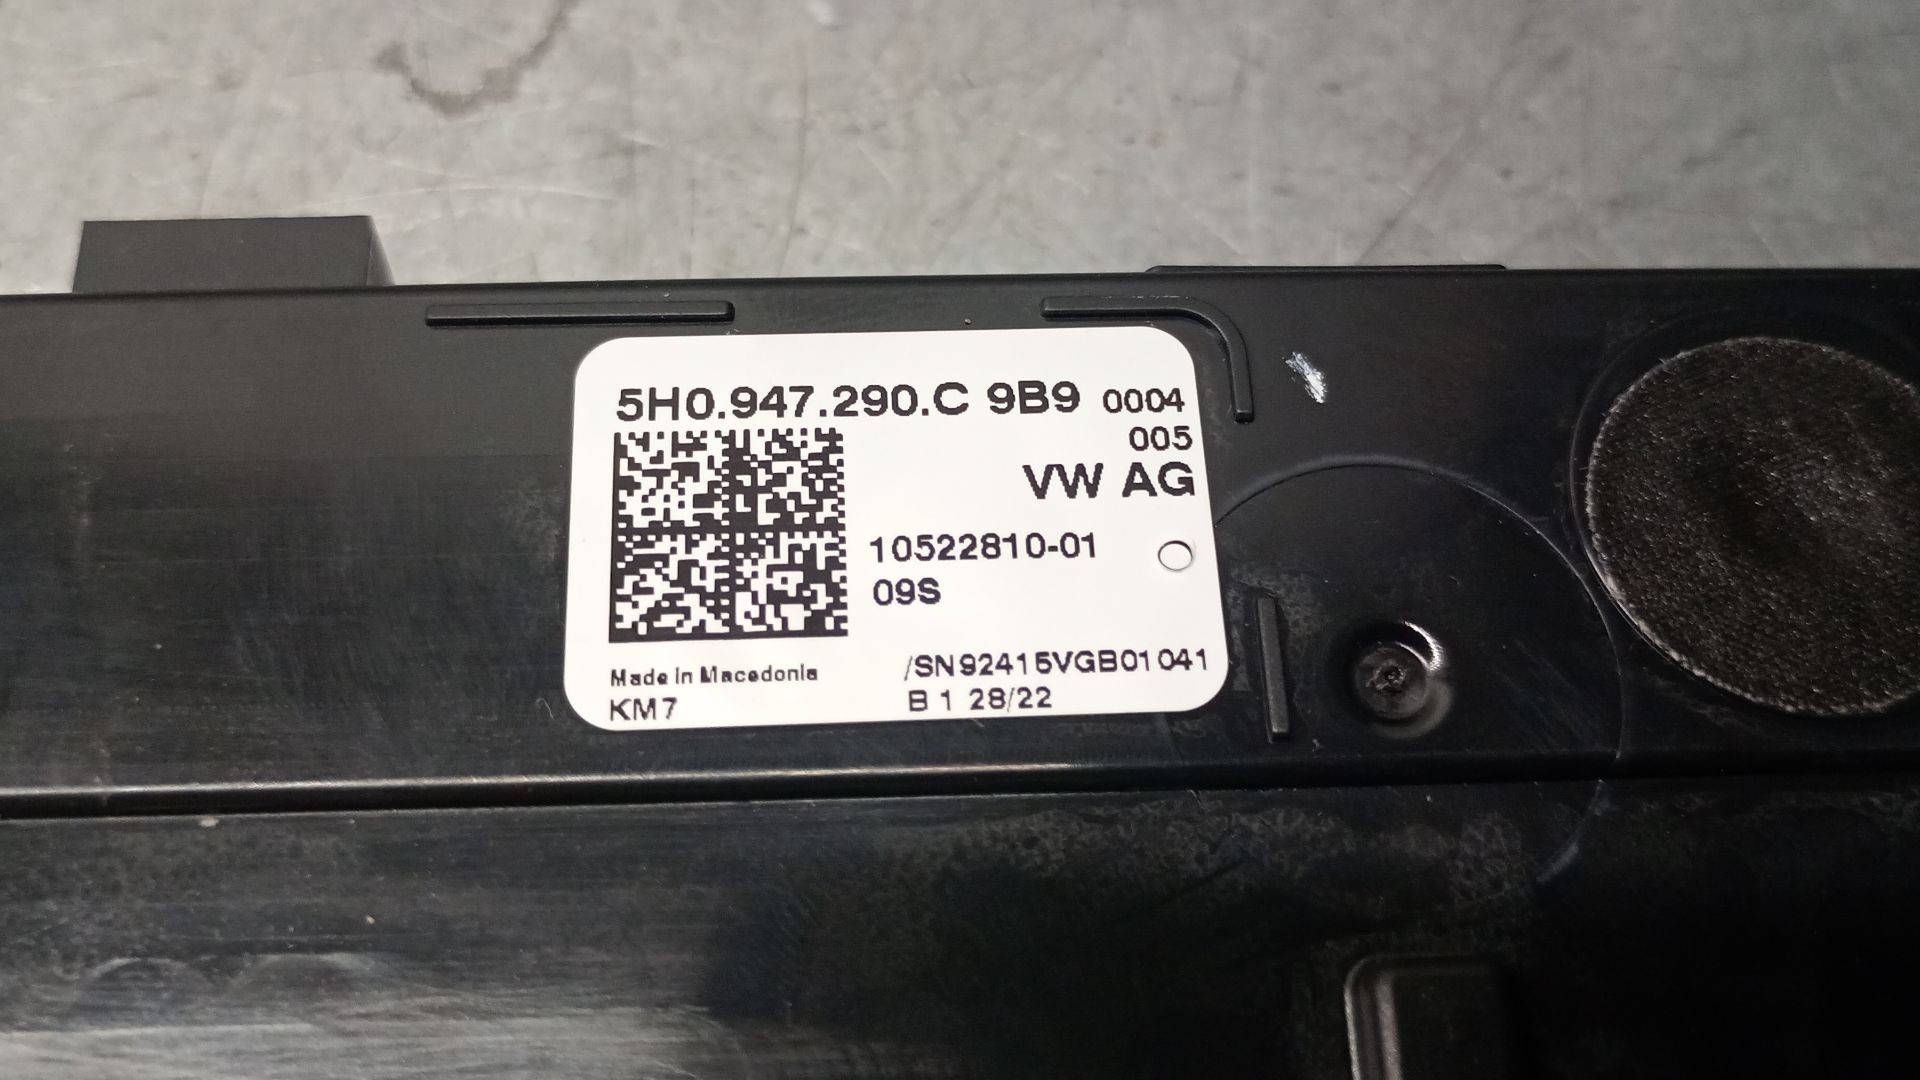 5H0.947.290.C 9B9 0004
005
VW AG
10522810-01
09S
Made In Macedonia
/SN92415VGB01041
KM7
B 1 28/22